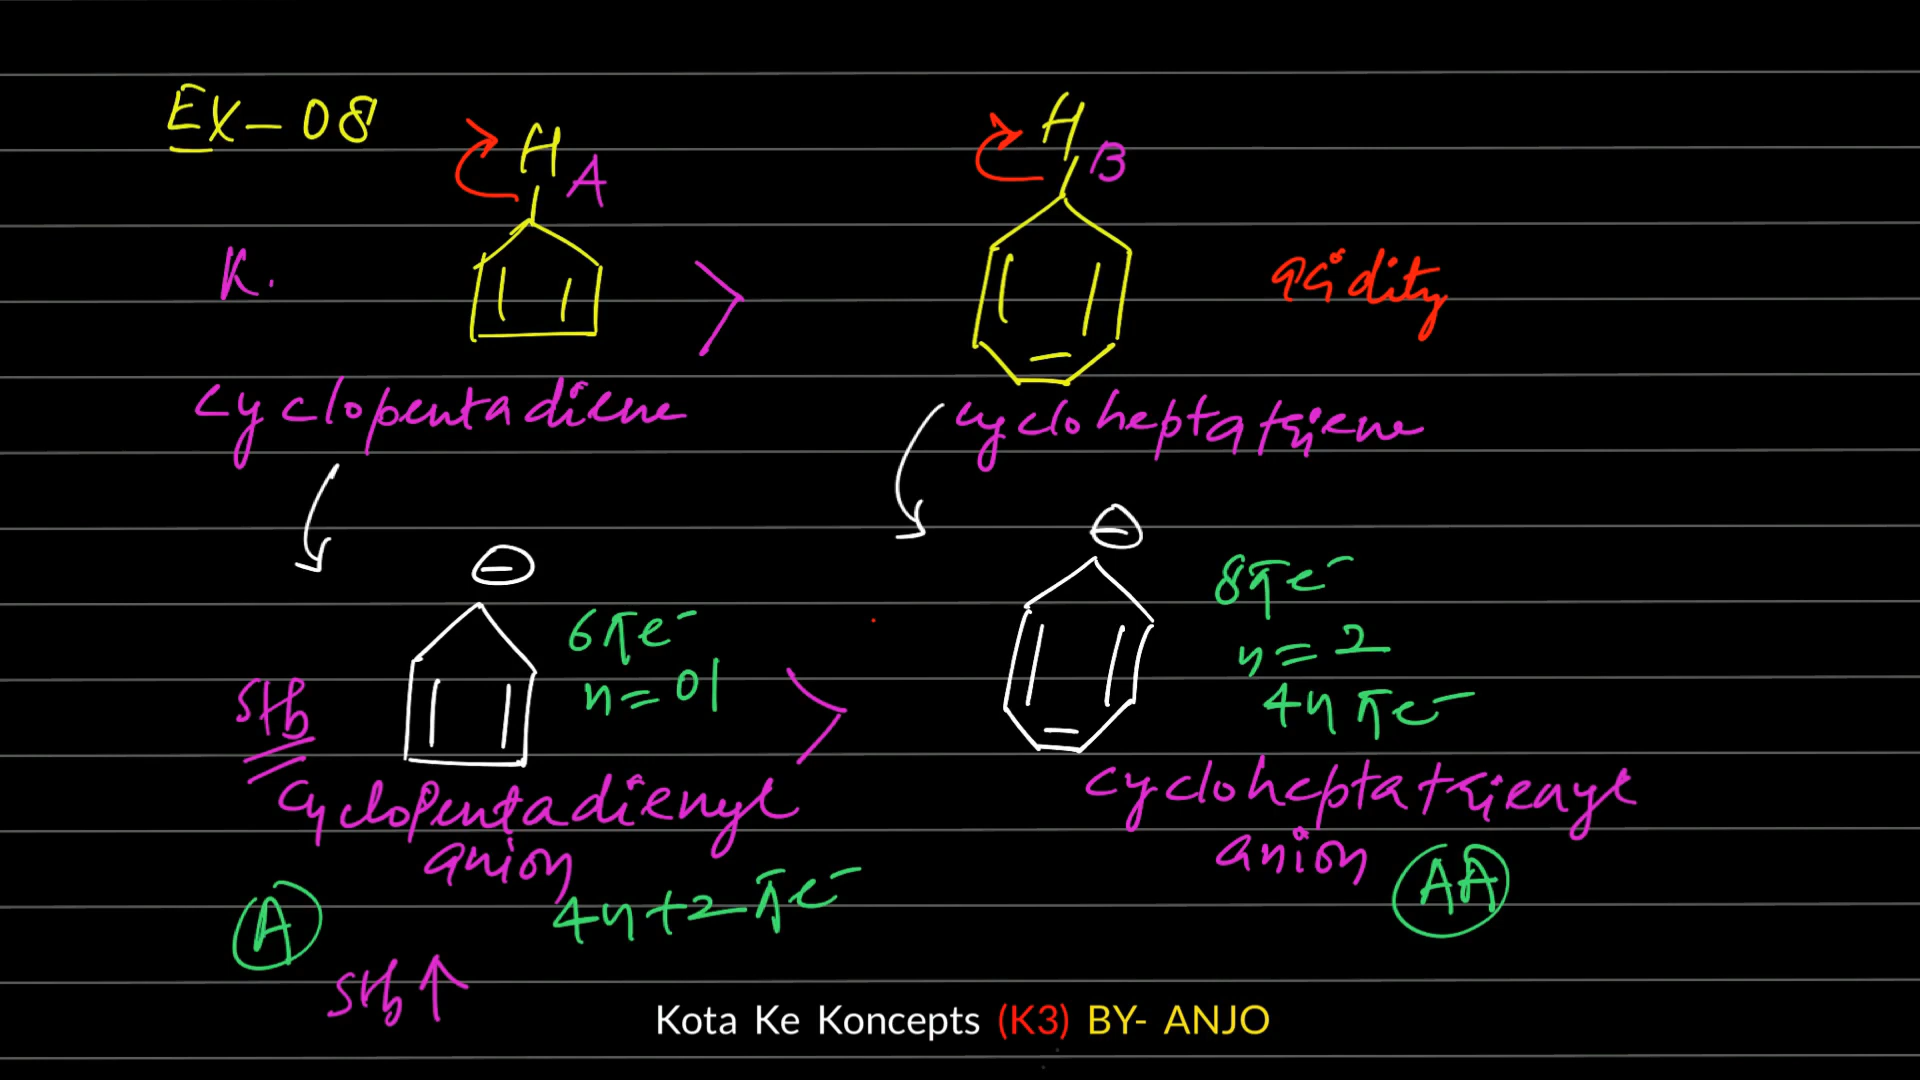 EX-08
H A
H B
K.
>
acidity
cyclopentadiene
cycloheptatriene
⊖
⊖
6πe⁻
n=01
8πe⁻
n=2
4nπe⁻
stb
>
cyclopentadienyl
anion
cycloheptatrienyl
anion
A
4n+2πe⁻
AA
stb↑
Kota Ke Koncepts (K3) BY- ANJO